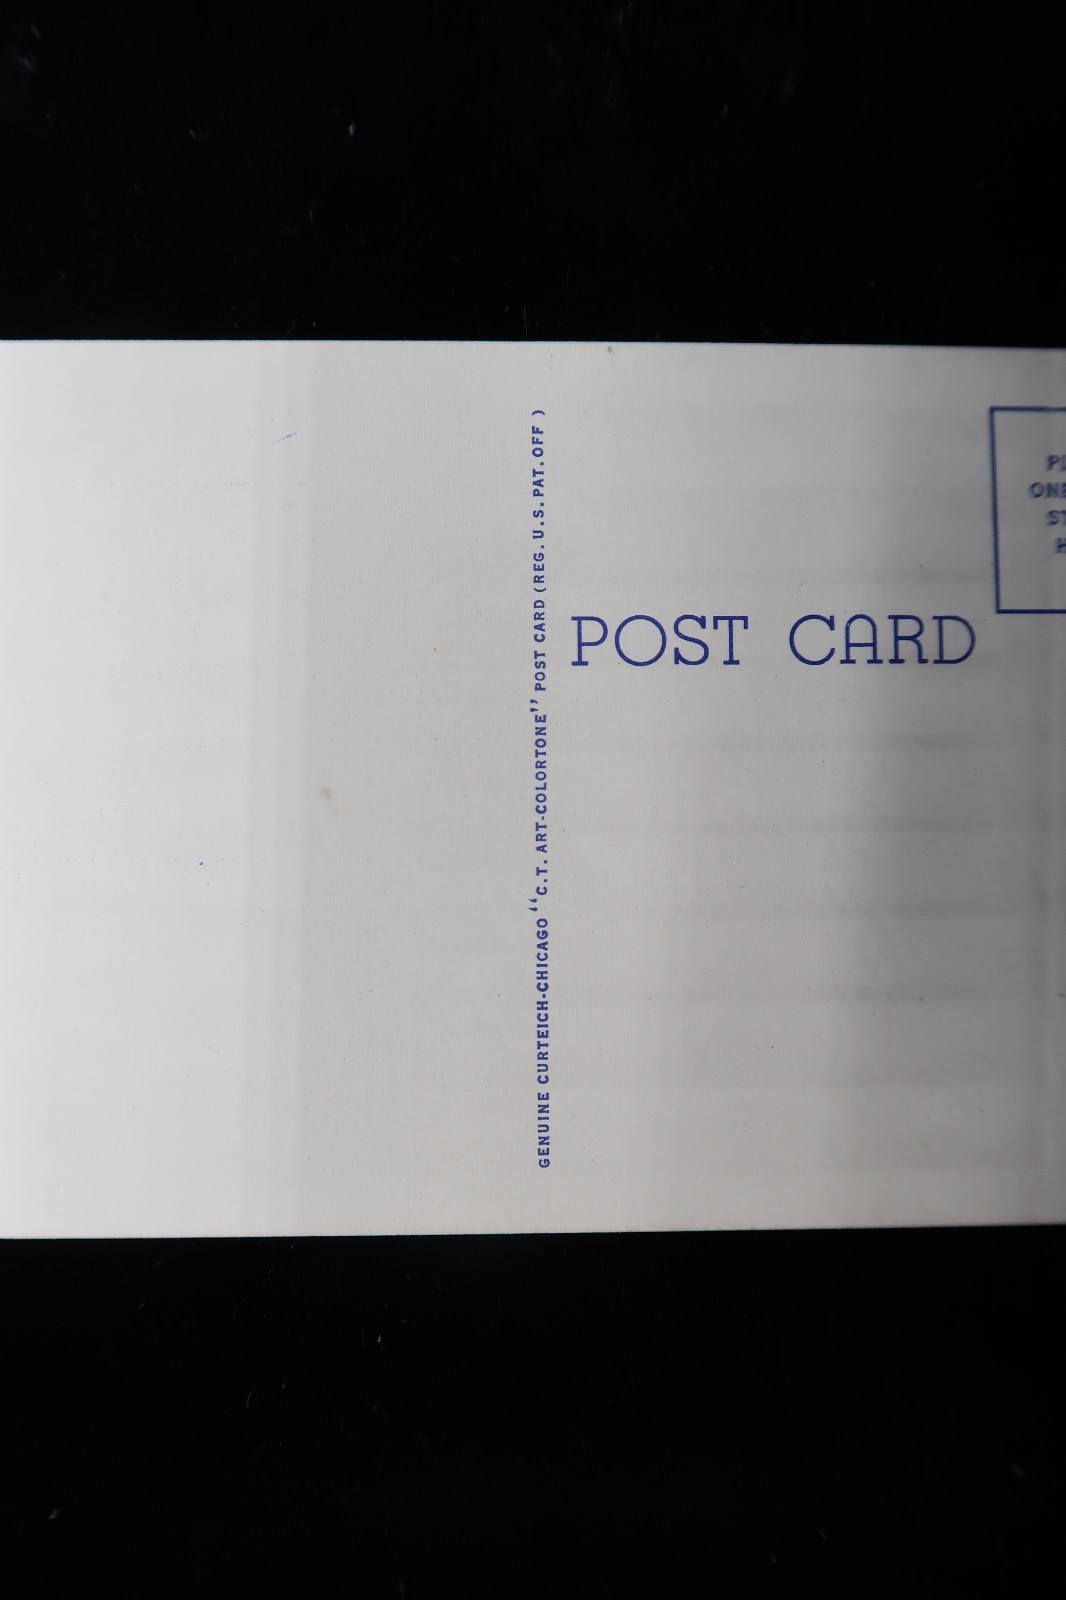 GENUINE CURTEICH-CHICAGO "C.T. ART-COLORTONE" POST CARD (REG. U.S. PAT. OFF )
POST CARD